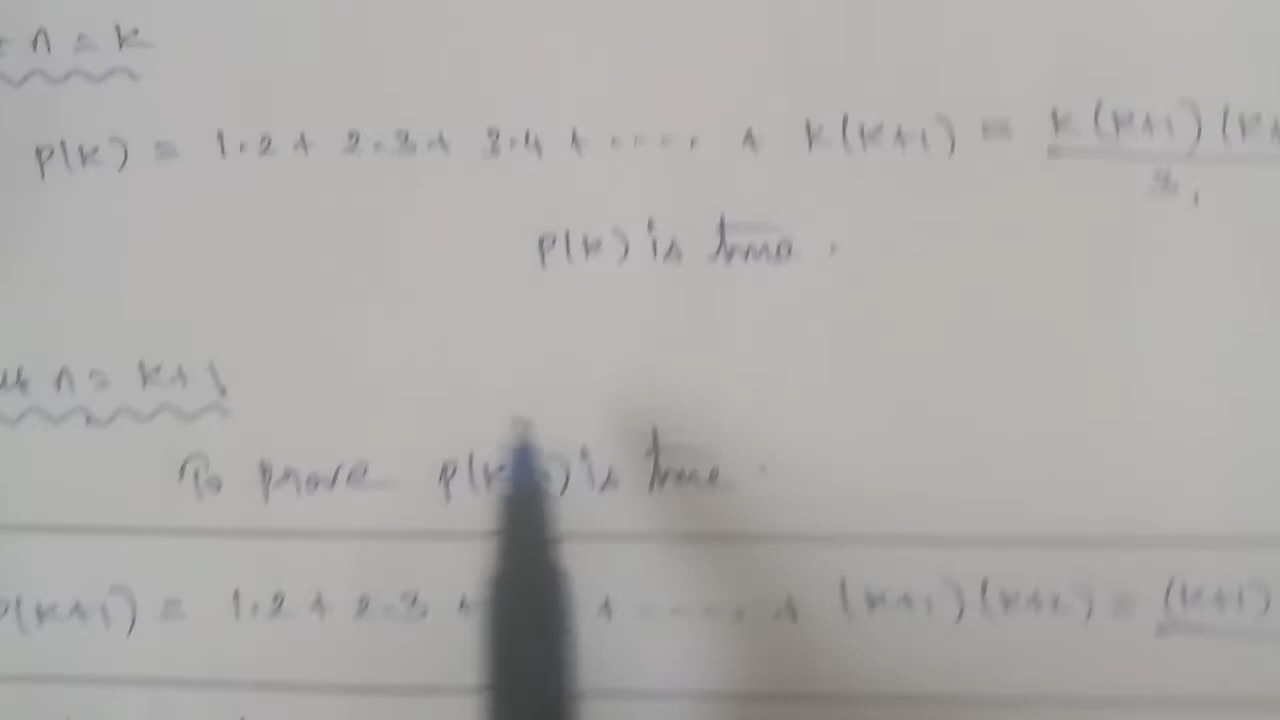 n = k
P(k) = 1.2 + 2.3 + 3.4 + ..... + k(k+1) = k(k+1)(k+ / 3
P(k) is true.
n = k+1
To prove P(k ) is true.
P(k+1) = 1.2 + 2.3 + + ..... + (k+1)(k+2) = (k+1)